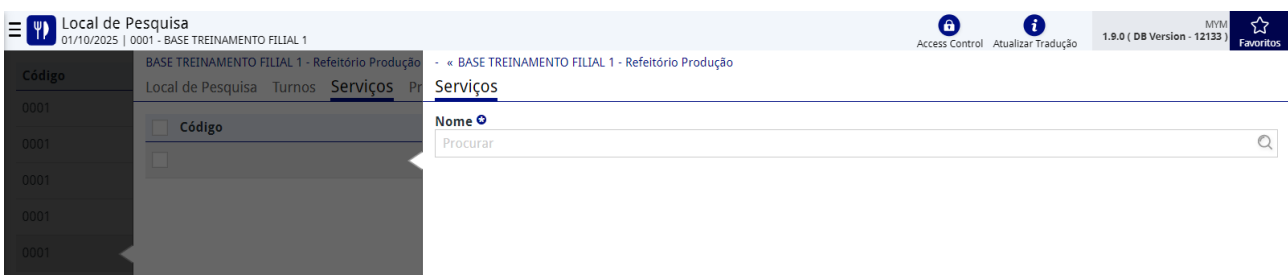 Local de Pesquisa
01/10/2025 | 0001 - BASE TREINAMENTO FILIAL 1
Access Control
Atualizar Tradução
MYM
1.9.0 ( DB Version - 12133 )
Favoritos
Código
0001
0001
0001
0001
0001
BASE TREINAMENTO FILIAL 1 - Refeitório Produção
Local de Pesquisa Turnos Serviços Pr
Código
- « BASE TREINAMENTO FILIAL 1 - Refeitório Produção
Serviços
Nome
Procurar